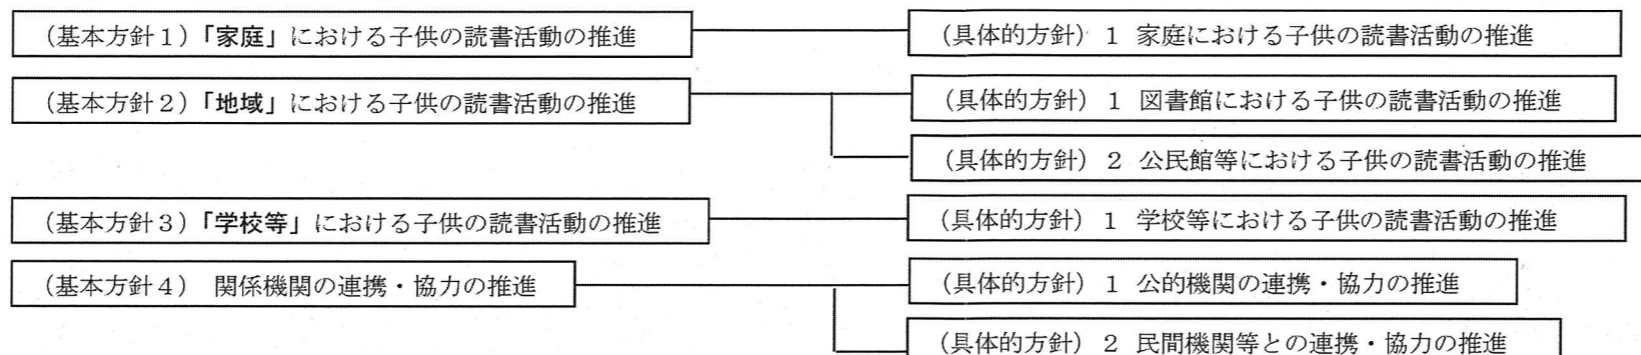 (基本方針1)「家庭」における子供の読書活動の推進
(具体的方針) 1 家庭における子供の読書活動の推進
(基本方針2)「地域」における子供の読書活動の推進
(具体的方針) 1 図書館における子供の読書活動の推進
(具体的方針) 2 公民館等における子供の読書活動の推進
(基本方針3)「学校等」における子供の読書活動の推進
(具体的方針) 1 学校等における子供の読書活動の推進
(基本方針4) 関係機関の連携・協力の推進
(具体的方針) 1 公的機関の連携・協力の推進
(具体的方針) 2 民間機関等との連携・協力の推進